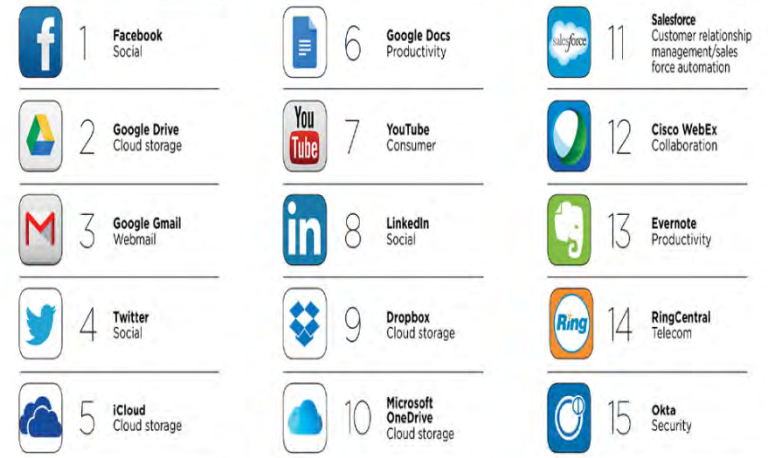 1
Facebook
Social
2
Google Drive
Cloud storage
3
Google Gmail
Webmail
4
Twitter
Social
5
iCloud
Cloud storage
6
Google Docs
Productivity
You
Tube
7
YouTube
Consumer
in
8
LinkedIn
Social
9
Dropbox
Cloud storage
10
Microsoft
OneDrive
Cloud storage
salesforce
11
Salesforce
Customer relationship
management/sales
force automation
12
Cisco WebEx
Collaboration
13
Evernote
Productivity
Ring
14
RingCentral
Telecom
15
Okta
Security